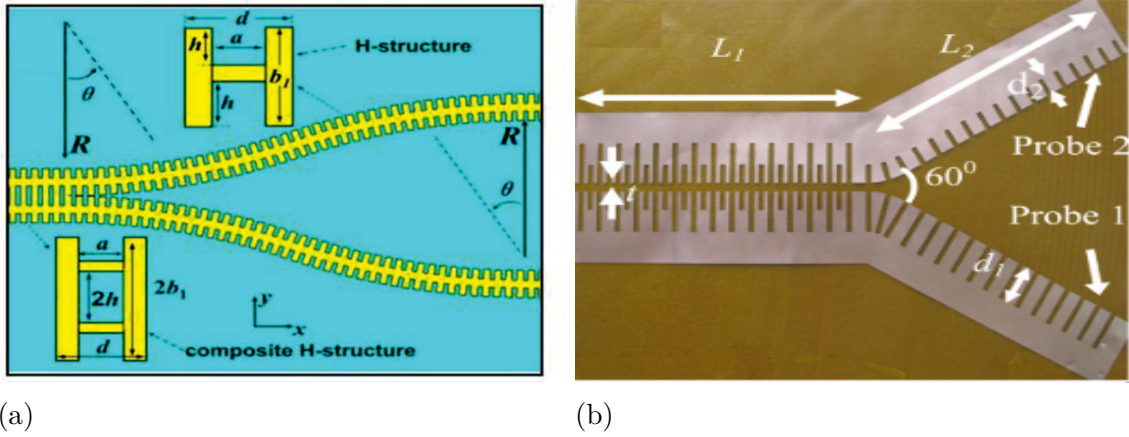 d
a
h
b1
H-structure
h
θ
R
R
θ
a
2h
2b1
y
x
d
composite H-structure
(a)
L1
L2
d2
Probe 2
t
60⁰
Probe 1
d1
(b)